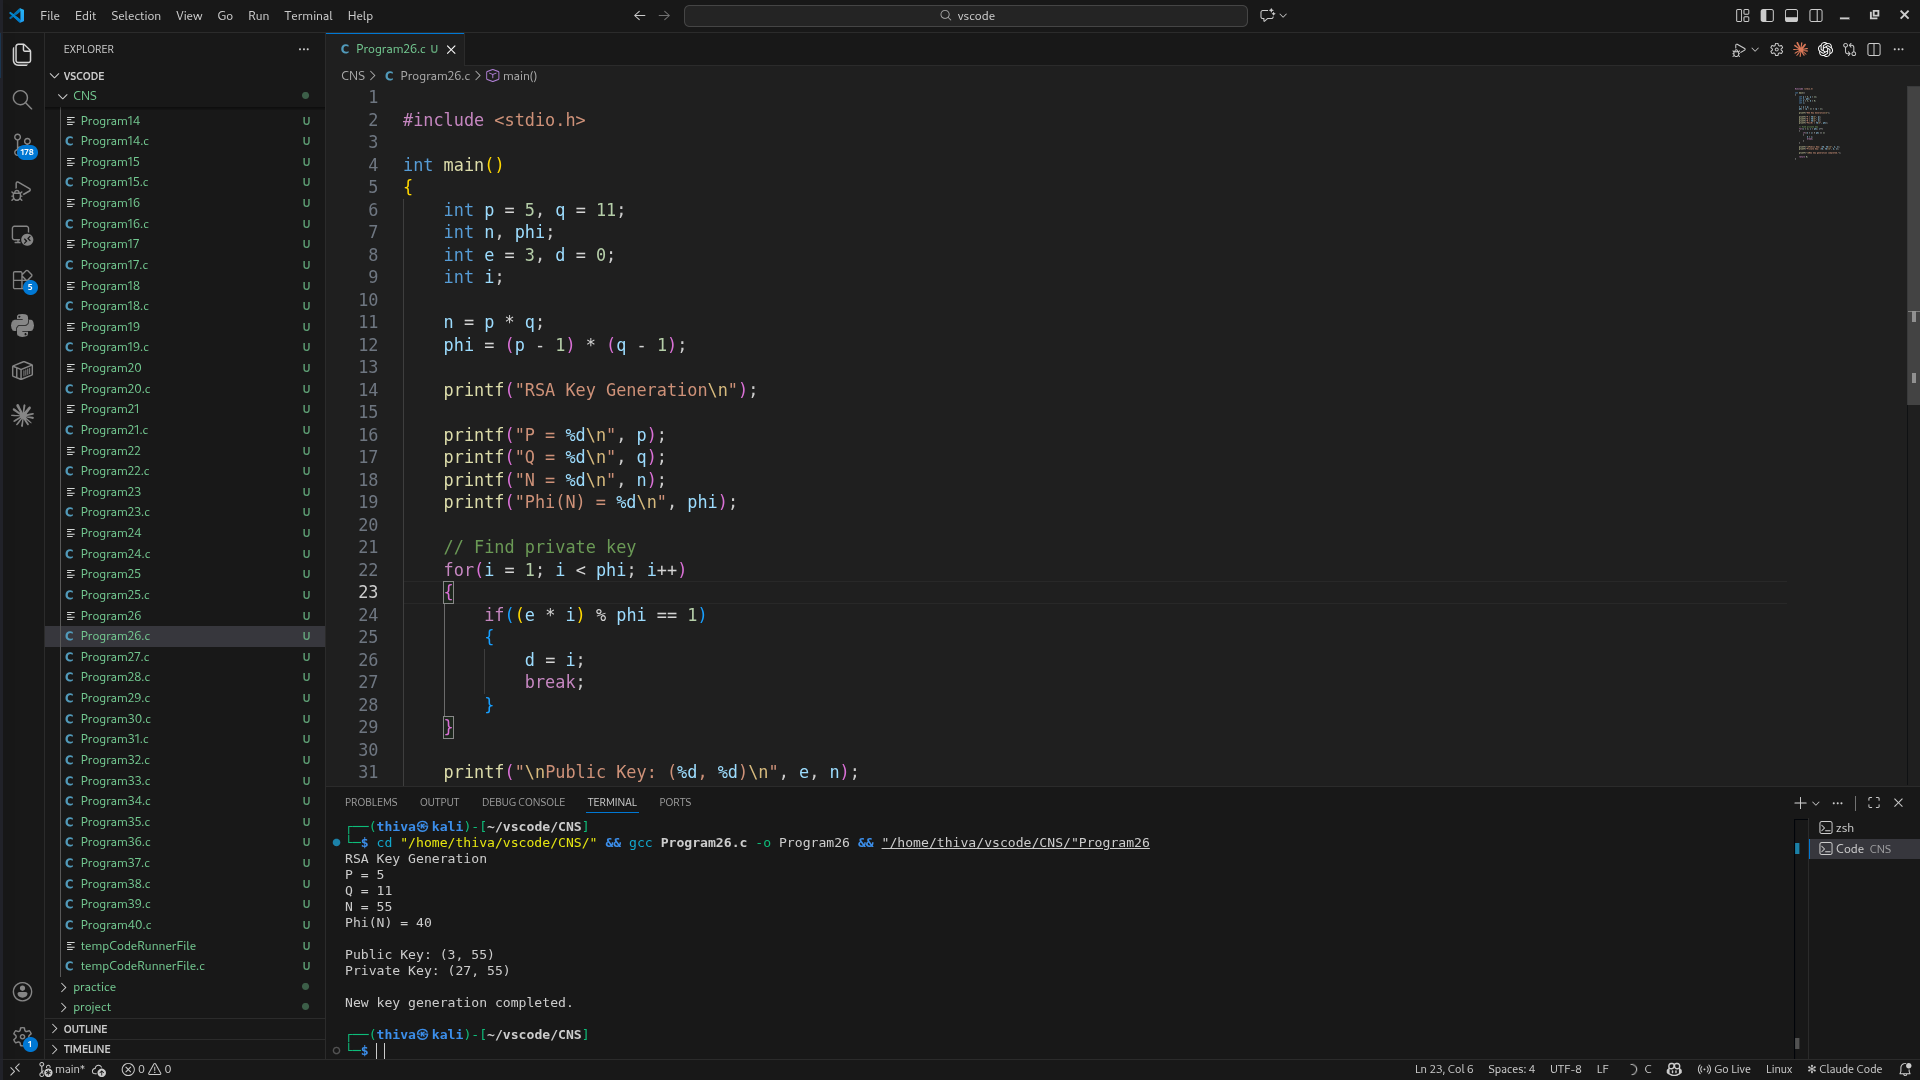 File Edit Selection View Go Run Terminal Help
vscode
EXPLORER
VSCODE
CNS
Program14 U
Program14.c U
Program15 U
Program15.c U
Program16 U
Program16.c U
Program17 U
Program17.c U
Program18 U
Program18.c U
Program19 U
Program19.c U
Program20 U
Program20.c U
Program21 U
Program21.c U
Program22 U
Program22.c U
Program23 U
Program23.c U
Program24 U
Program24.c U
Program25 U
Program25.c U
Program26 U
Program26.c U
Program27.c U
Program28.c U
Program29.c U
Program30.c U
Program31.c U
Program32.c U
Program33.c U
Program34.c U
Program35.c U
Program36.c U
Program37.c U
Program38.c U
Program39.c U
Program40.c U
tempCodeRunnerFile U
tempCodeRunnerFile.c U
practice
project
OUTLINE
TIMELINE
178
5
1
C Program26.c U
CNS > C Program26.c > main()
1
2 #include <stdio.h>
3
4 int main()
5 {
6 int p = 5, q = 11;
7 int n, phi;
8 int e = 3, d = 0;
9 int i;
10
11 n = p * q;
12 phi = (p - 1) * (q - 1);
13
14 printf("RSA Key Generation\n");
15
16 printf("P = %d\n", p);
17 printf("Q = %d\n", q);
18 printf("N = %d\n", n);
19 printf("Phi(N) = %d\n", phi);
20
21 // Find private key
22 for(i = 1; i < phi; i++)
23 {
24 if((e * i) % phi == 1)
25 {
26 d = i;
27 break;
28 }
29 }
30
31 printf("\nPublic Key: (%d, %d)\n", e, n);
PROBLEMS OUTPUT DEBUG CONSOLE TERMINAL PORTS
┌──(thiva㉿kali)-[~/vscode/CNS]
└─$ cd "/home/thiva/vscode/CNS/" && gcc Program26.c -o Program26 && "/home/thiva/vscode/CNS/"Program26
RSA Key Generation
P = 5
Q = 11
N = 55
Phi(N) = 40
Public Key: (3, 55)
Private Key: (27, 55)
New key generation completed.
┌──(thiva㉿kali)-[~/vscode/CNS]
└─$
zsh
Code CNS
main* 0 0
Ln 23, Col 6 Spaces: 4 UTF-8 LF C Go Live Linux Claude Code